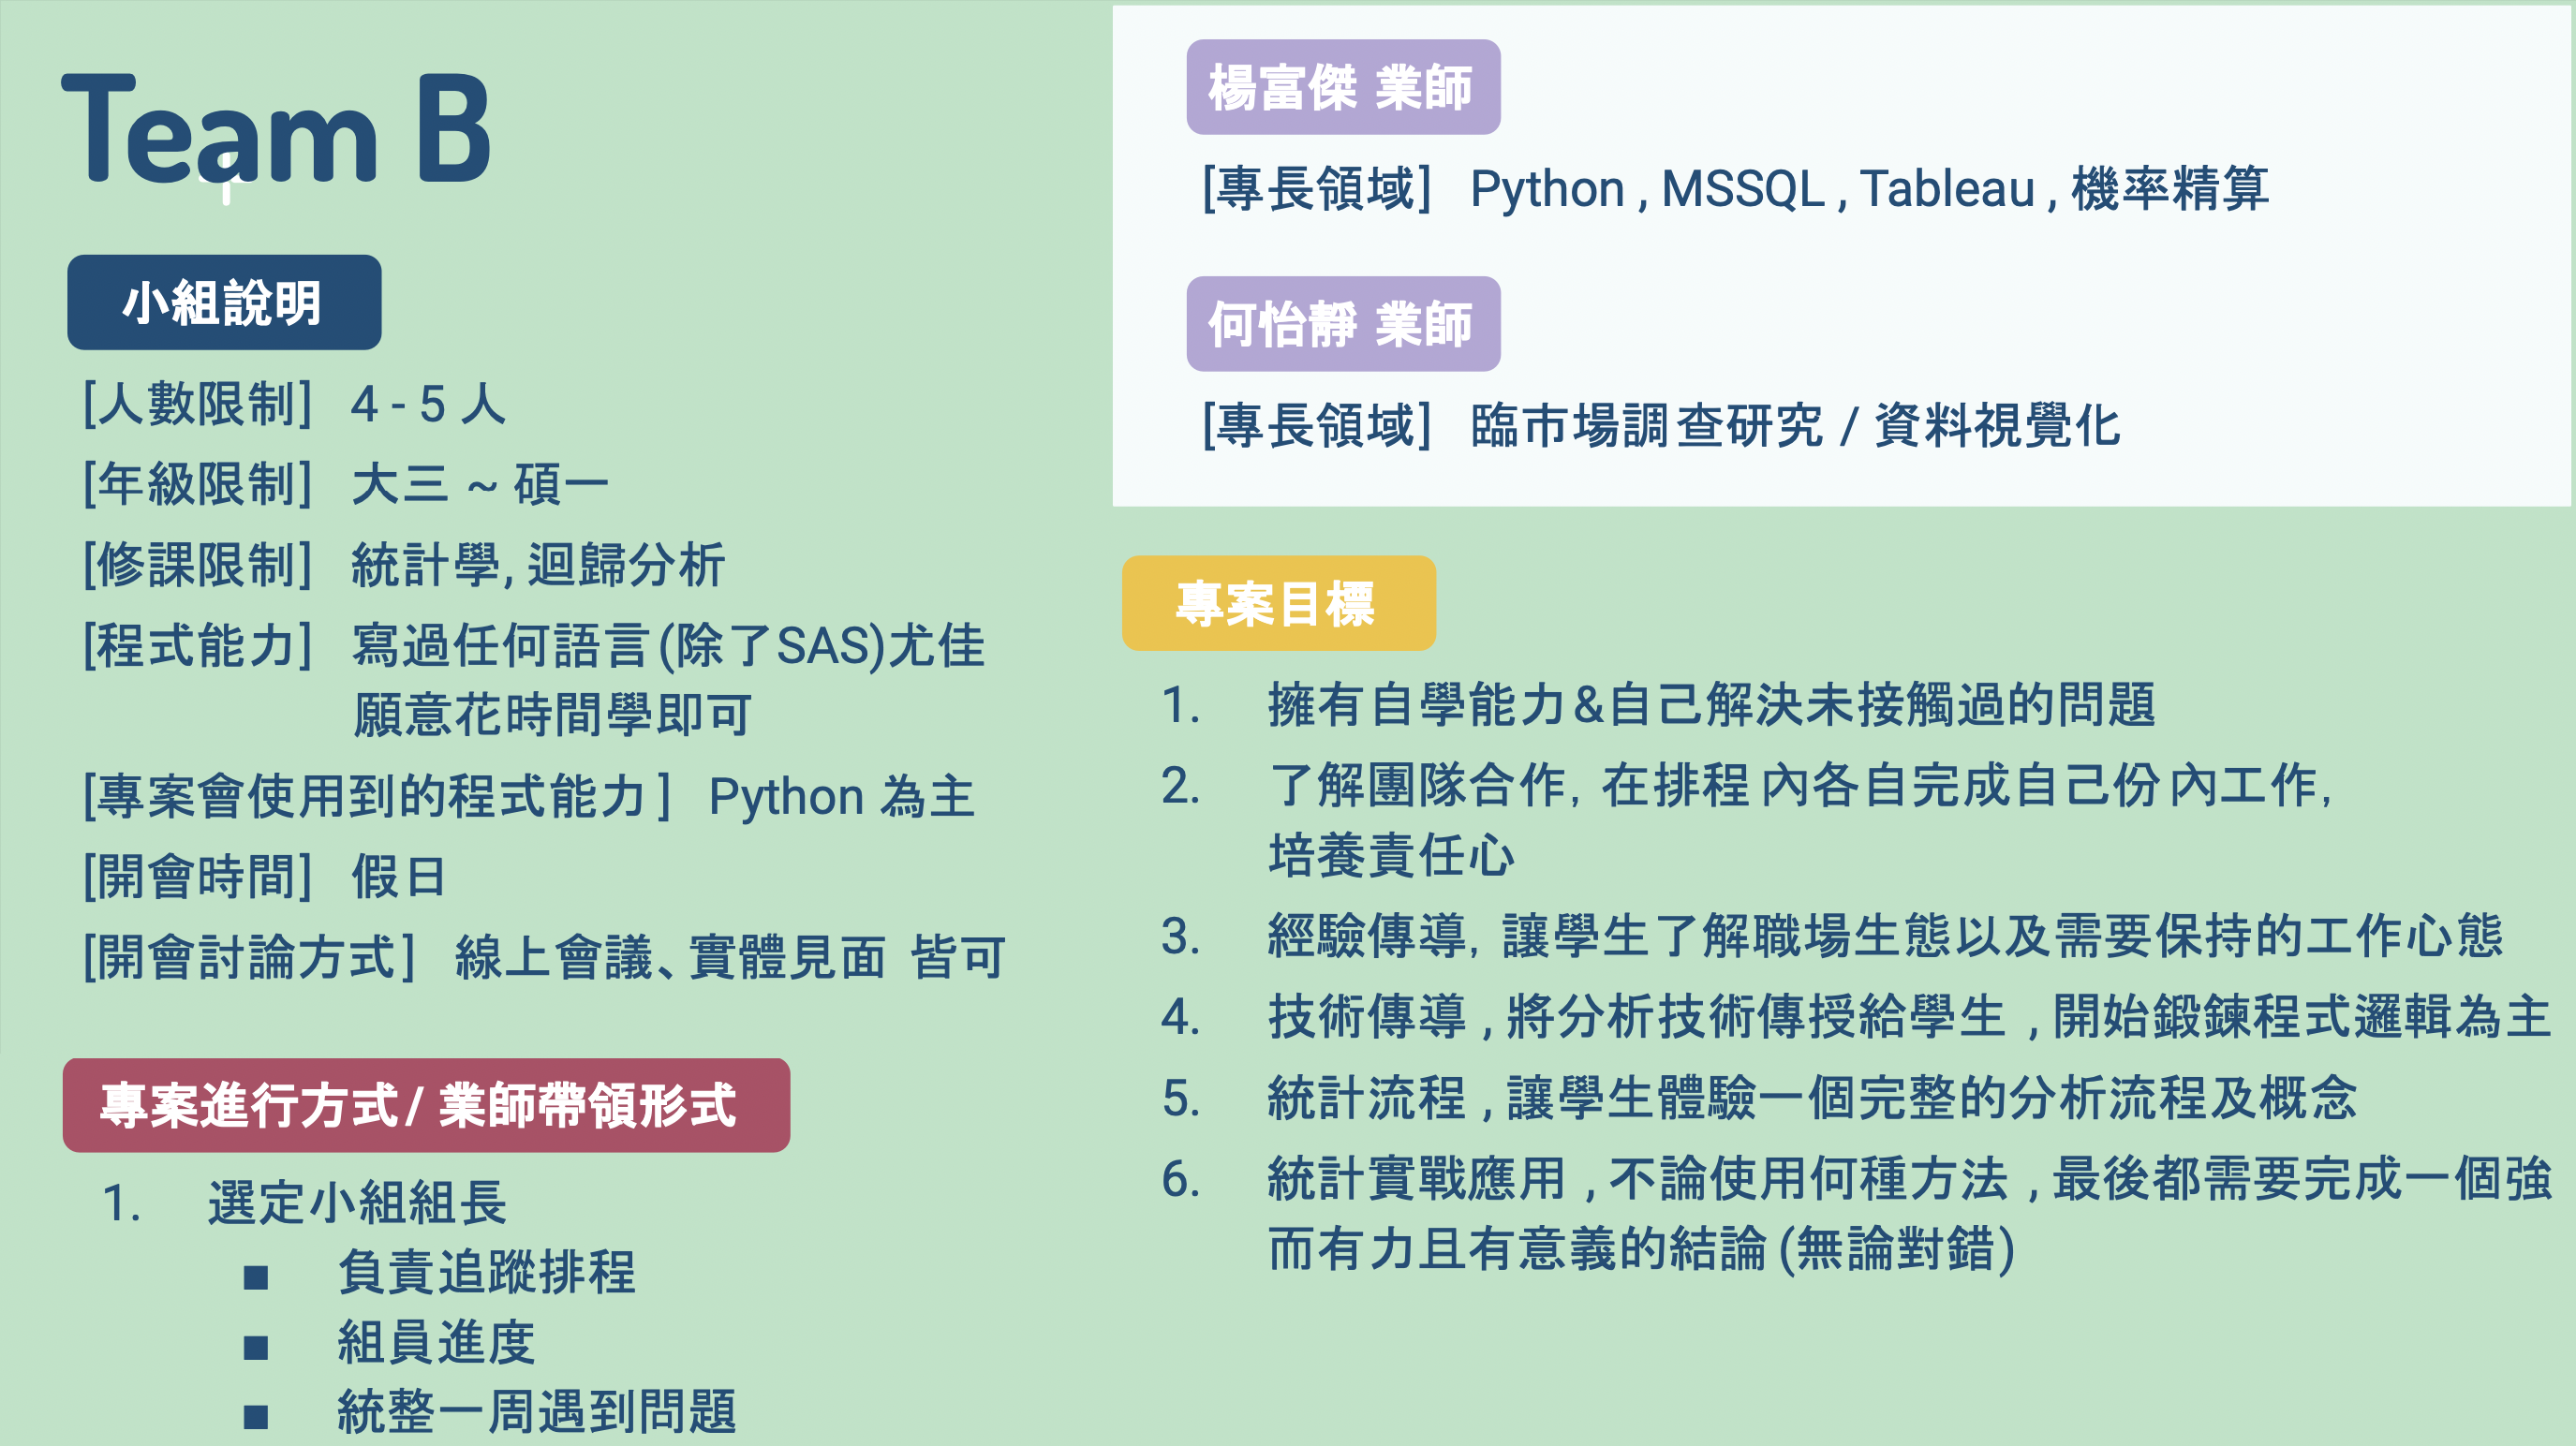 Team B
小組說明
[人數限制] 4 - 5 人
[年級限制] 大三 ~ 碩一
[修課限制] 統計學, 迴歸分析
[程式能力] 寫過任何語言(除了SAS)尤佳
願意花時間學即可
[專案會使用到的程式能力] Python 為主
[開會時間] 假日
[開會討論方式] 線上會議、實體見面 皆可
專案進行方式/ 業師帶領形式
1. 選定小組組長
■ 負責追蹤排程
■ 組員進度
■ 統整一周遇到問題
楊富傑 業師
[專長領域] Python , MSSQL , Tableau , 機率精算
何怡靜 業師
[專長領域] 臨市場調查研究 / 資料視覺化
專案目標
1. 擁有自學能力&自己解決未接觸過的問題
2. 了解團隊合作, 在排程內各自完成自己份內工作,
培養責任心
3. 經驗傳導, 讓學生了解職場生態以及需要保持的工作心態
4. 技術傳導 , 將分析技術傳授給學生 , 開始鍛鍊程式邏輯為主
5. 統計流程 , 讓學生體驗一個完整的分析流程及概念
6. 統計實戰應用 , 不論使用何種方法 , 最後都需要完成一個強
而有力且有意義的結論 (無論對錯)